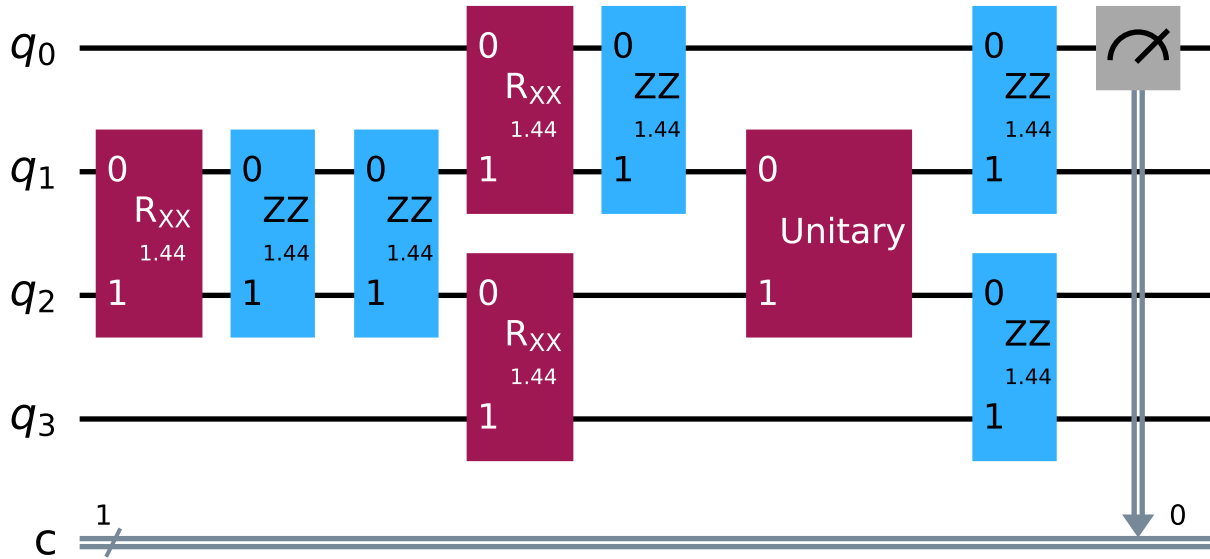 q0 0 0 0
RXX ZZ ZZ
1.44 1.44 1.44
q1 0 0 0 1 1 0 1
RXX ZZ ZZ Unitary
1.44 1.44 1.44
q2 1 1 1 0 1 0
RXX ZZ
1.44 1.44
q3 1 1
1 0
c